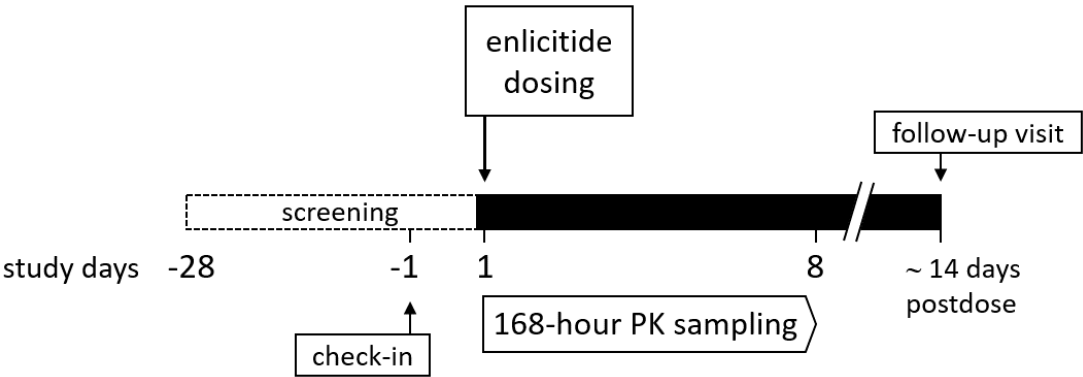 enlicitide
dosing
follow-up visit
screening
study days -28 -1 1 8 ~ 14 days
postdose
168-hour PK sampling
check-in